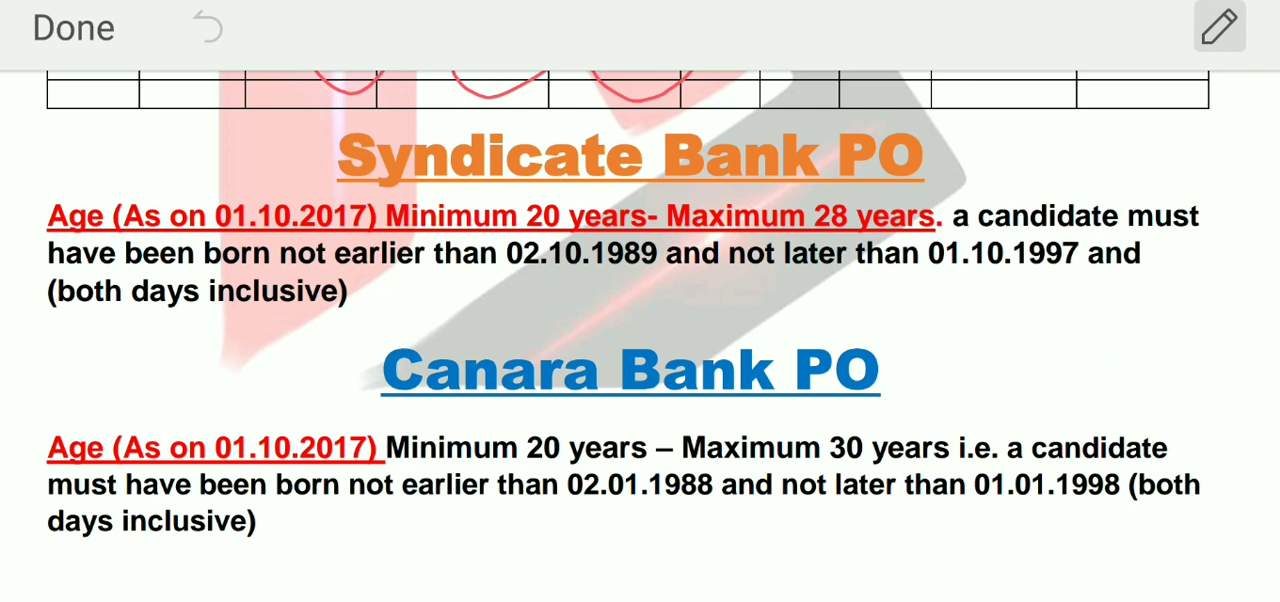 Done
Syndicate Bank PO
Age (As on 01.10.2017) Minimum 20 years- Maximum 28 years. a candidate must
have been born not earlier than 02.10.1989 and not later than 01.10.1997 and
(both days inclusive)
Canara Bank PO
Age (As on 01.10.2017) Minimum 20 years – Maximum 30 years i.e. a candidate
must have been born not earlier than 02.01.1988 and not later than 01.01.1998 (both
days inclusive)